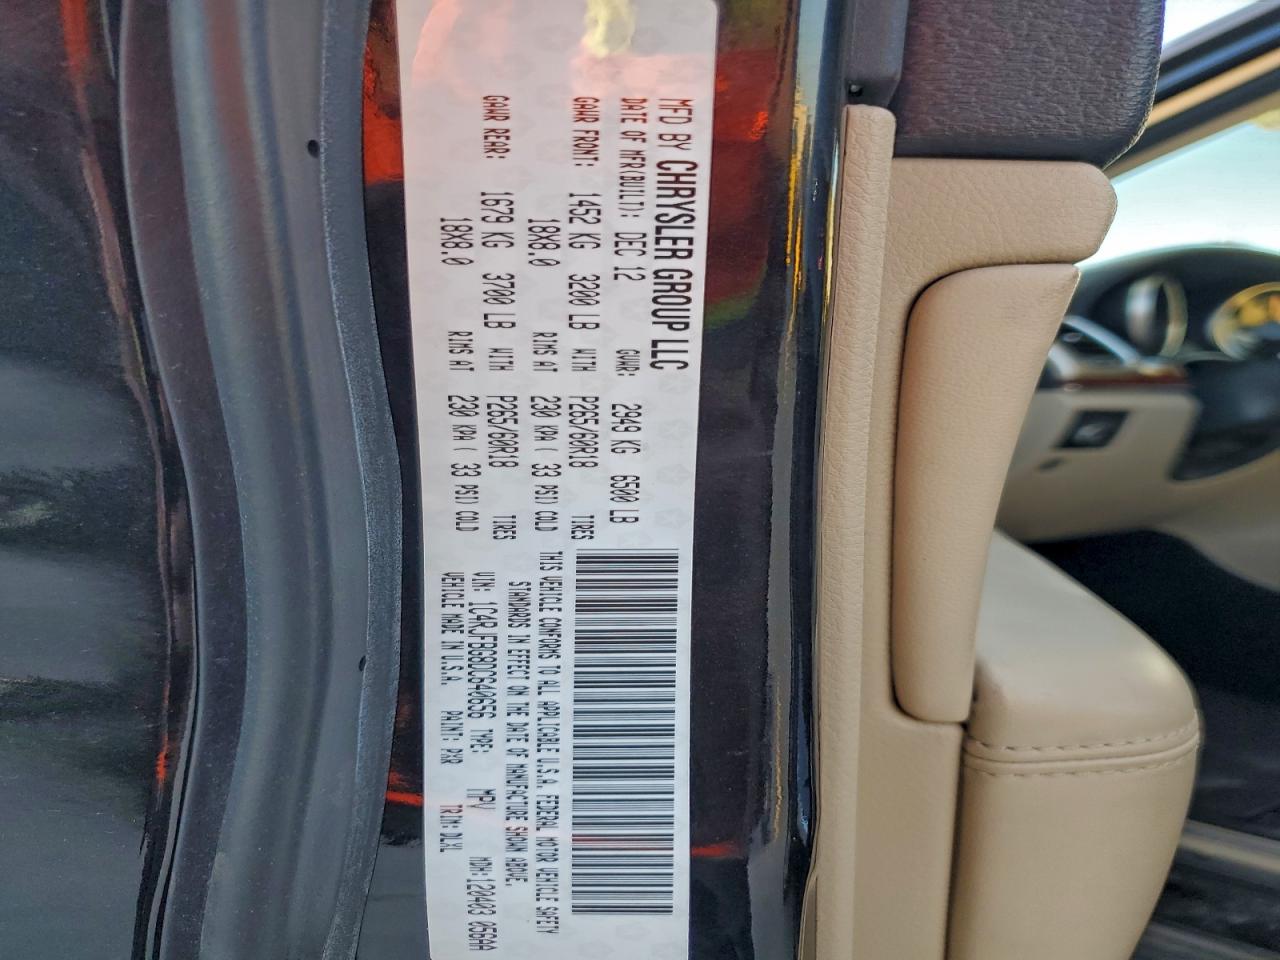 MFD BY CHRYSLER GROUP LLC
DATE OF MFR(BUILT): DEC 12 GVWR: 2949 KG 6500 LB
GAWR FRONT: 1452 KG 3200 LB WITH P265/60R18 TIRES
18X8.0 RIMS AT 230 KPA ( 33 PSI) COLD
GAWR REAR: 1679 KG 3700 LB WITH P265/60R18 TIRES
18X8.0 RIMS AT 230 KPA ( 33 PSI) COLD
THIS VEHICLE CONFORMS TO ALL APPLICABLE U.S.A. FEDERAL MOTOR VEHICLE SAFETY
STANDARDS IN EFFECT ON THE DATE OF MANUFACTURE SHOWN ABOVE.
VIN: 1C4RJFBG8DC640656 TYPE: MPV MDH:120403 056AA
VEHICLE MADE IN U.S.A. PAINT: PXR TRIM:DLXL